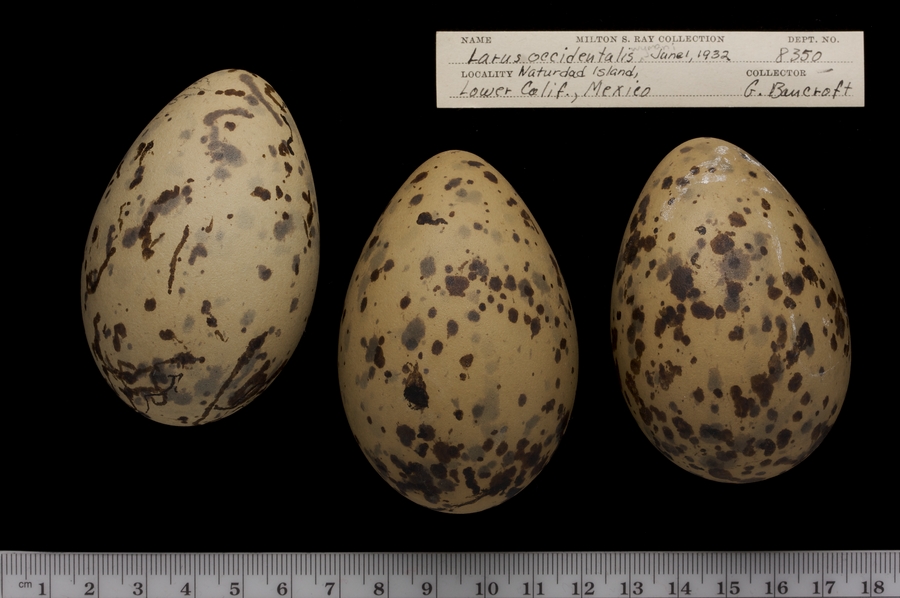 NAME MILTON S. RAY COLLECTION DEPT. NO.
Larus occidentalis June 1, 1932 8350
LOCALITY Naturdad Island, COLLECTOR
Lower Calif., Mexico G. Bancroft
cm 1 2 3 4 5 6 7 8 9 10 11 12 13 14 15 16 17 18